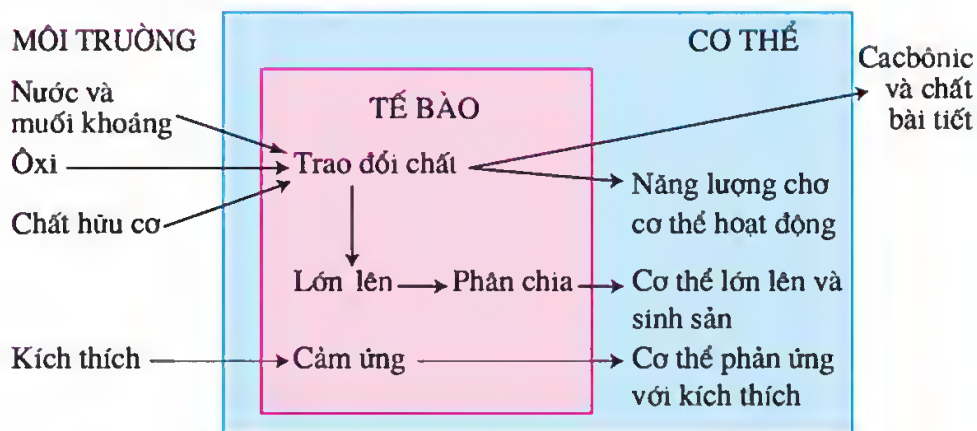 MÔI TRƯỜNG
CƠ THỂ
Cacbônic
và chất
bài tiết
TẾ BÀO
Nước và
muối khoáng
Ôxi
Chất hữu cơ
Trao đổi chất
Năng lượng chơ
cơ thể hoạt động
Lớn lên
Phân chia
Cơ thể lớn lên và
sinh sản
Kích thích
Cảm ứng
Cơ thể phản ứng
với kích thích